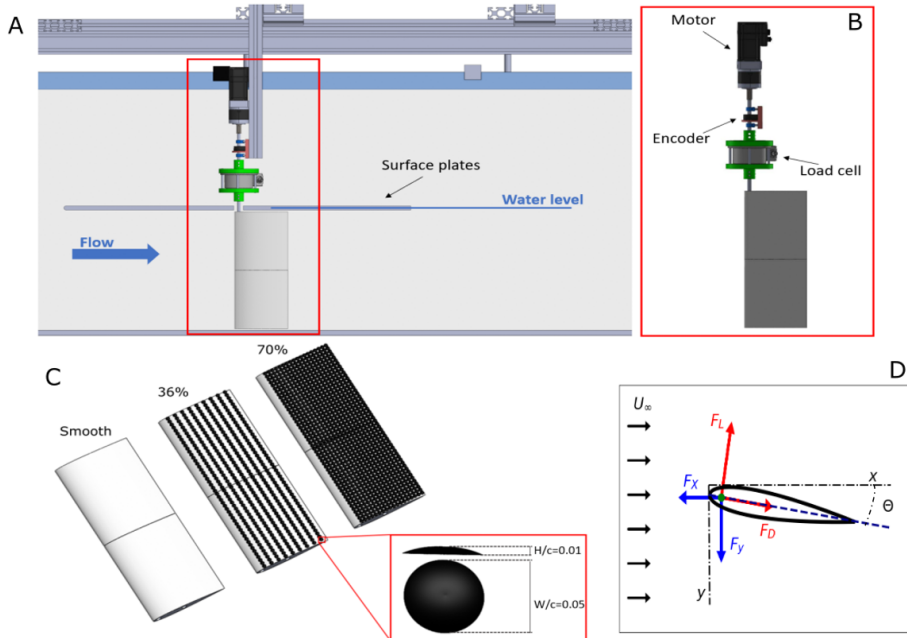 A
Surface plates
Water level
Flow
B
Motor
Encoder
Load cell
C
Smooth
36%
70%
H/c=0.01
W/c=0.05
D
U∞
F_L
F_X
F_D
F_y
x
Θ
y